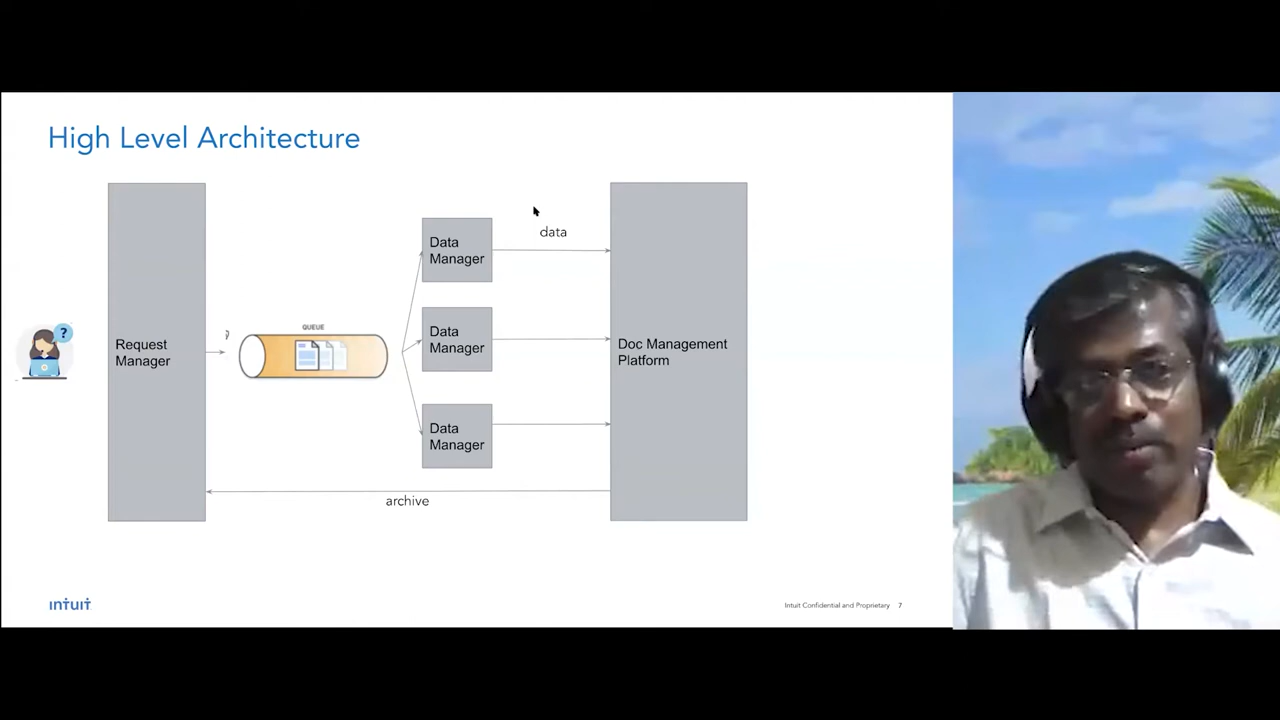 High Level Architecture
Request
Manager
?
QUEUE
Data
Manager
Data
Manager
Data
Manager
data
Doc Management
Platform
archive
ıntuıt
Intuit Confidential and Proprietary 7